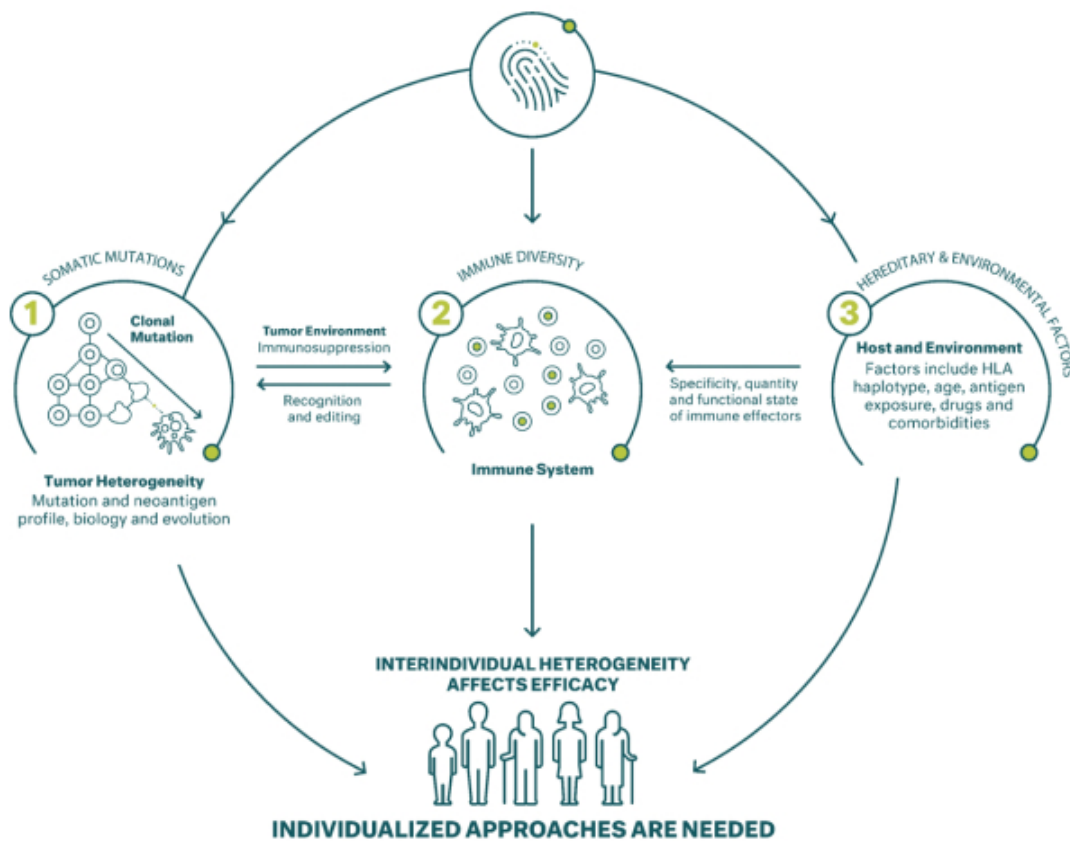 SOMATIC MUTATIONS
1
Clonal
Mutation
Tumor Heterogeneity
Mutation and neoantigen
profile, biology and evolution
Tumor Environment
Immunosuppression
Recognition
and editing
IMMUNE DIVERSITY
2
Immune System
Specificity, quantity
and functional state
of immune effectors
HEREDITARY & ENVIRONMENTAL FACTORS
3
Host and Environment
Factors include HLA
haplotype, age, antigen
exposure, drugs and
comorbidities
INTERINDIVIDUAL HETEROGENEITY
AFFECTS EFFICACY
INDIVIDUALIZED APPROACHES ARE NEEDED